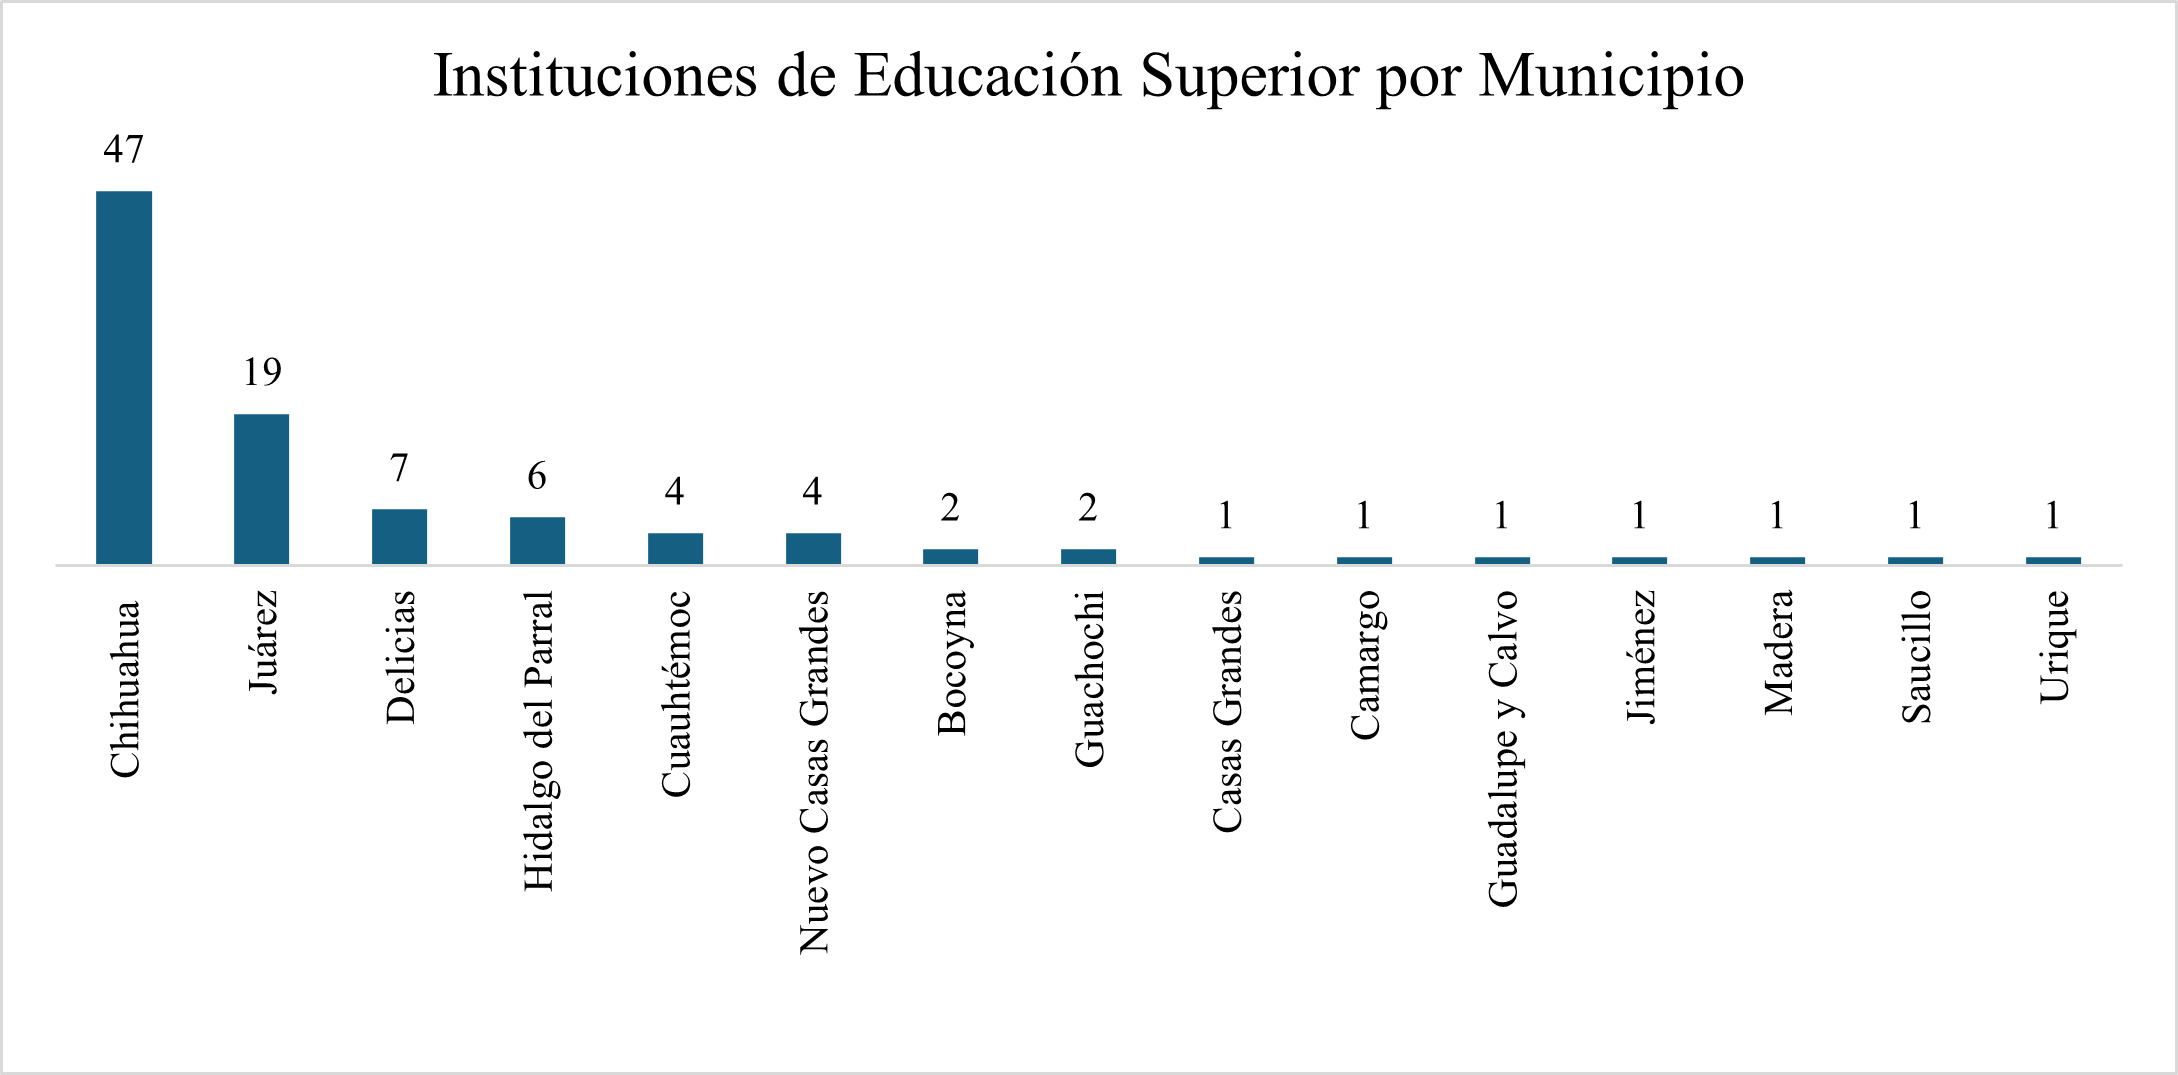 Instituciones de Educación Superior por Municipio
47
19
7
6
4
4
2
2
1
1
1
1
1
1
1
Chihuahua
Juárez
Delicias
Hidalgo del Parral
Cuauhtémoc
Nuevo Casas Grandes
Bocoyna
Guachochi
Casas Grandes
Camargo
Guadalupe y Calvo
Jiménez
Madera
Saucillo
Urique